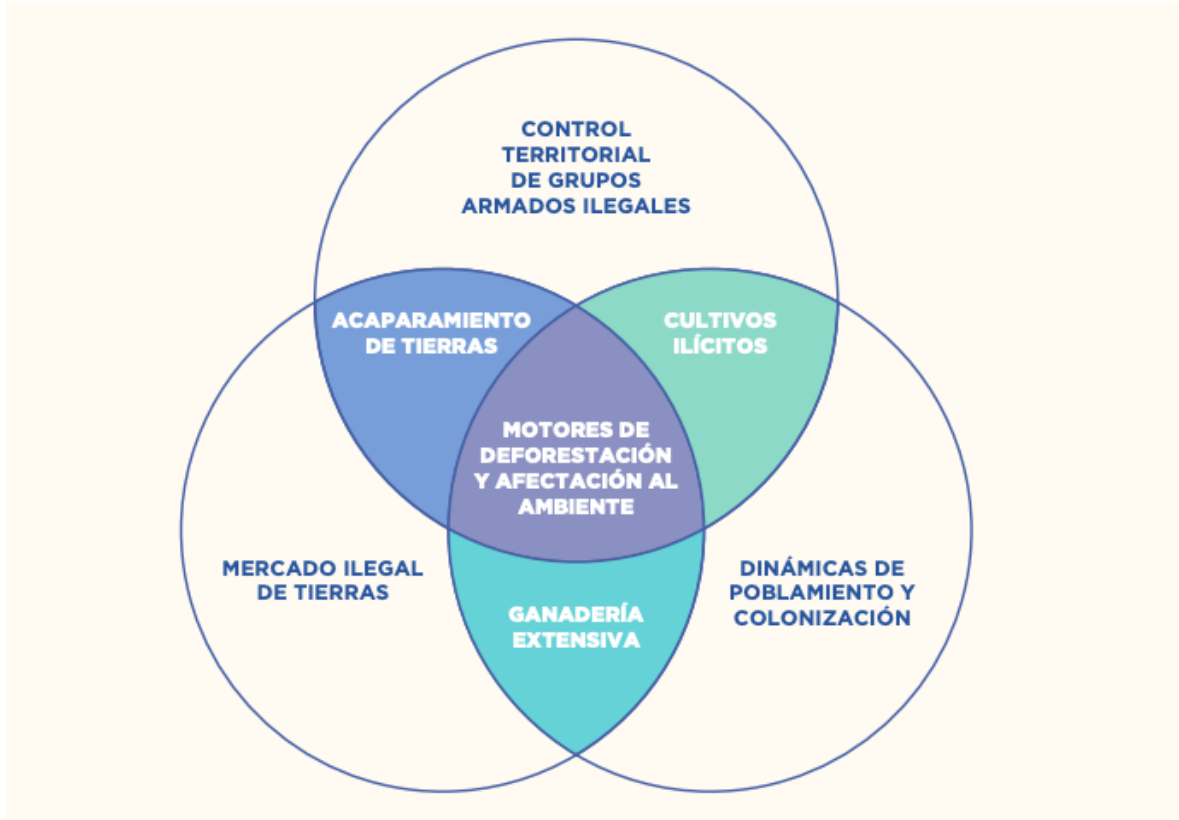 CONTROL
TERRITORIAL
DE GRUPOS
ARMADOS ILEGALES
ACAPARAMIENTO
DE TIERRAS
CULTIVOS
ILÍCITOS
MOTORES DE
DEFORESTACIÓN
Y AFECTACIÓN AL
AMBIENTE
MERCADO ILEGAL
DE TIERRAS
DINÁMICAS DE
POBLAMIENTO Y
COLONIZACIÓN
GANADERÍA
EXTENSIVA